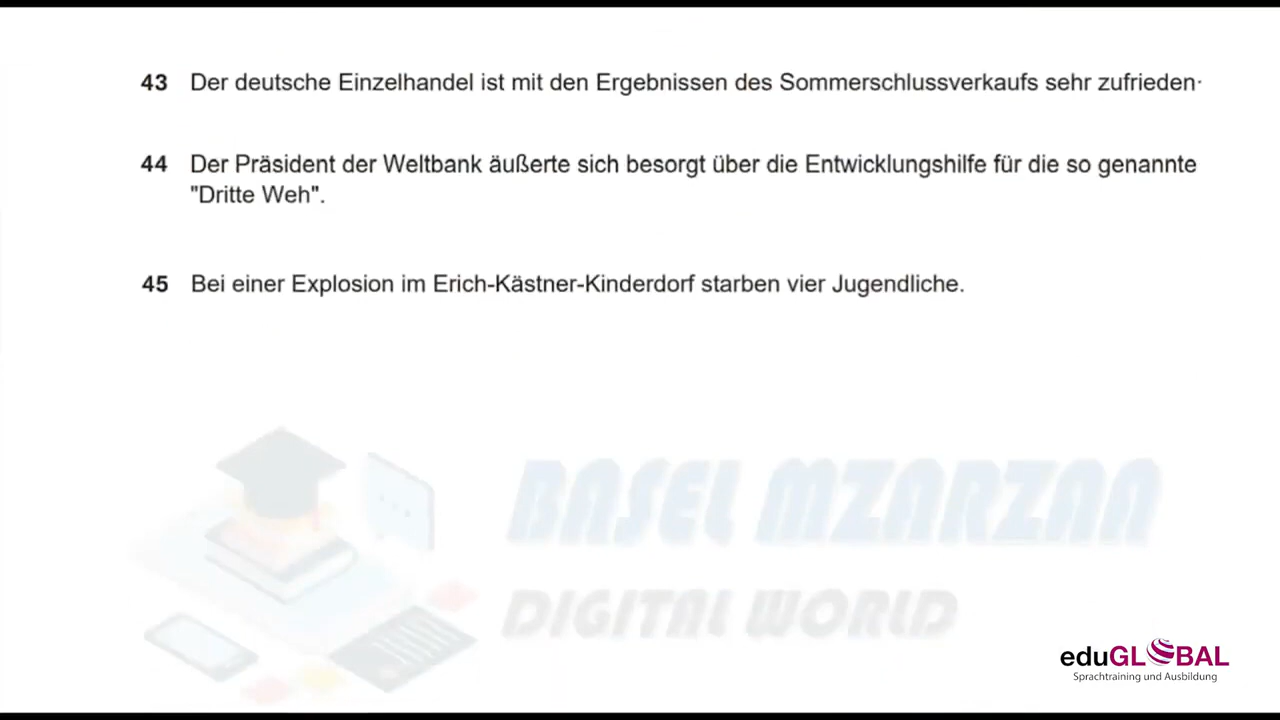 43 Der deutsche Einzelhandel ist mit den Ergebnissen des Sommerschlussverkaufs sehr zufrieden·
44 Der Präsident der Weltbank äußerte sich besorgt über die Entwicklungshilfe für die so genannte
"Dritte Weh".
45 Bei einer Explosion im Erich-Kästner-Kinderdorf starben vier Jugendliche.
BASEL MZARZAA
DIGITAL WORLD
eduGLOBAL
Sprachtraining und Ausbildung